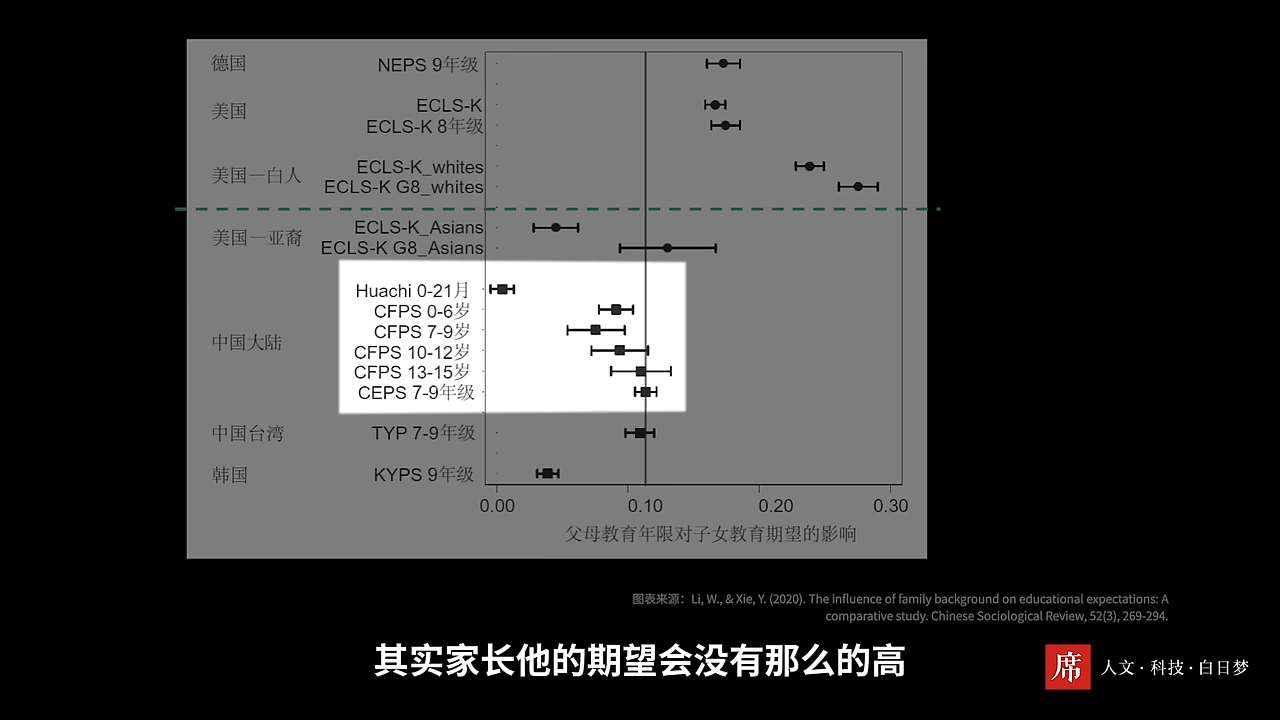 德国 NEPS 9年级
美国 ECLS-K
ECLS-K 8年级
美国—白人 ECLS-K_whites
ECLS-K G8_whites
美国—亚裔 ECLS-K_Asians
ECLS-K G8_Asians
Huachi 0-21月
CFPS 0-6岁
CFPS 7-9岁
中国大陆 CFPS 10-12岁
CFPS 13-15岁
CEPS 7-9年级
中国台湾 TYP 7-9年级
韩国 KYPS 9年级
0.00 0.10 0.20 0.30
父母教育年限对子女教育期望的影响
图表来源：Li, W., & Xie, Y. (2020). The influence of family background on educational expectations: A
comparative study. Chinese Sociological Review, 52(3), 269-294.
其实家长他的期望会没有那么的高
席 人文·科技·白日梦